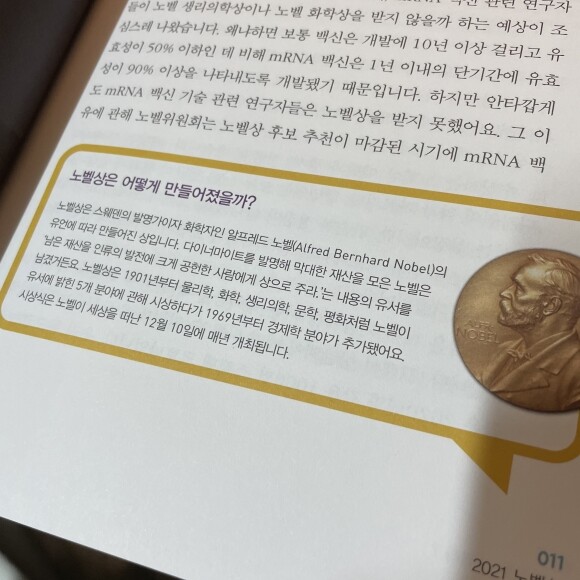 mRNA 백신 관련 연구자
들이 노벨 생리의학상이나 노벨 화학상을 받지 않을까 하는 예상이 조
심스레 나왔습니다. 왜냐하면 보통 백신은 개발에 10년 이상 걸리고 유
효성이 50% 이하인 데 비해 mRNA 백신은 1년 이내의 단기간에 유효
성이 90% 이상을 나타내도록 개발됐기 때문입니다. 하지만 안타깝게
도 mRNA 백신 기술 관련 연구자들은 노벨상을 받지 못했어요. 그 이
유에 관해 노벨위원회는 노벨상 후보 추천이 마감된 시기에 mRNA 백
노벨상은 어떻게 만들어졌을까?
노벨상은 스웨덴의 발명가이자 화학자인 알프레드 노벨(Alfred Bernhard Nobel)의
유언에 따라 만들어진 상입니다. 다이너마이트를 발명해 막대한 재산을 모은 노벨은
'남은 재산을 인류의 발전에 크게 공헌한 사람에게 상으로 주라.'는 내용의 유서를
남겼거든요. 노벨상은 1901년부터 물리학, 화학, 생리의학, 문학, 평화처럼 노벨이
유서에 밝힌 5개 분야에 관해 시상하다가 1969년부터 경제학 분야가 추가됐어요.
시상식은 노벨이 세상을 떠난 12월 10일에 매년 개최됩니다.
NOBEL
011
2021 노벨